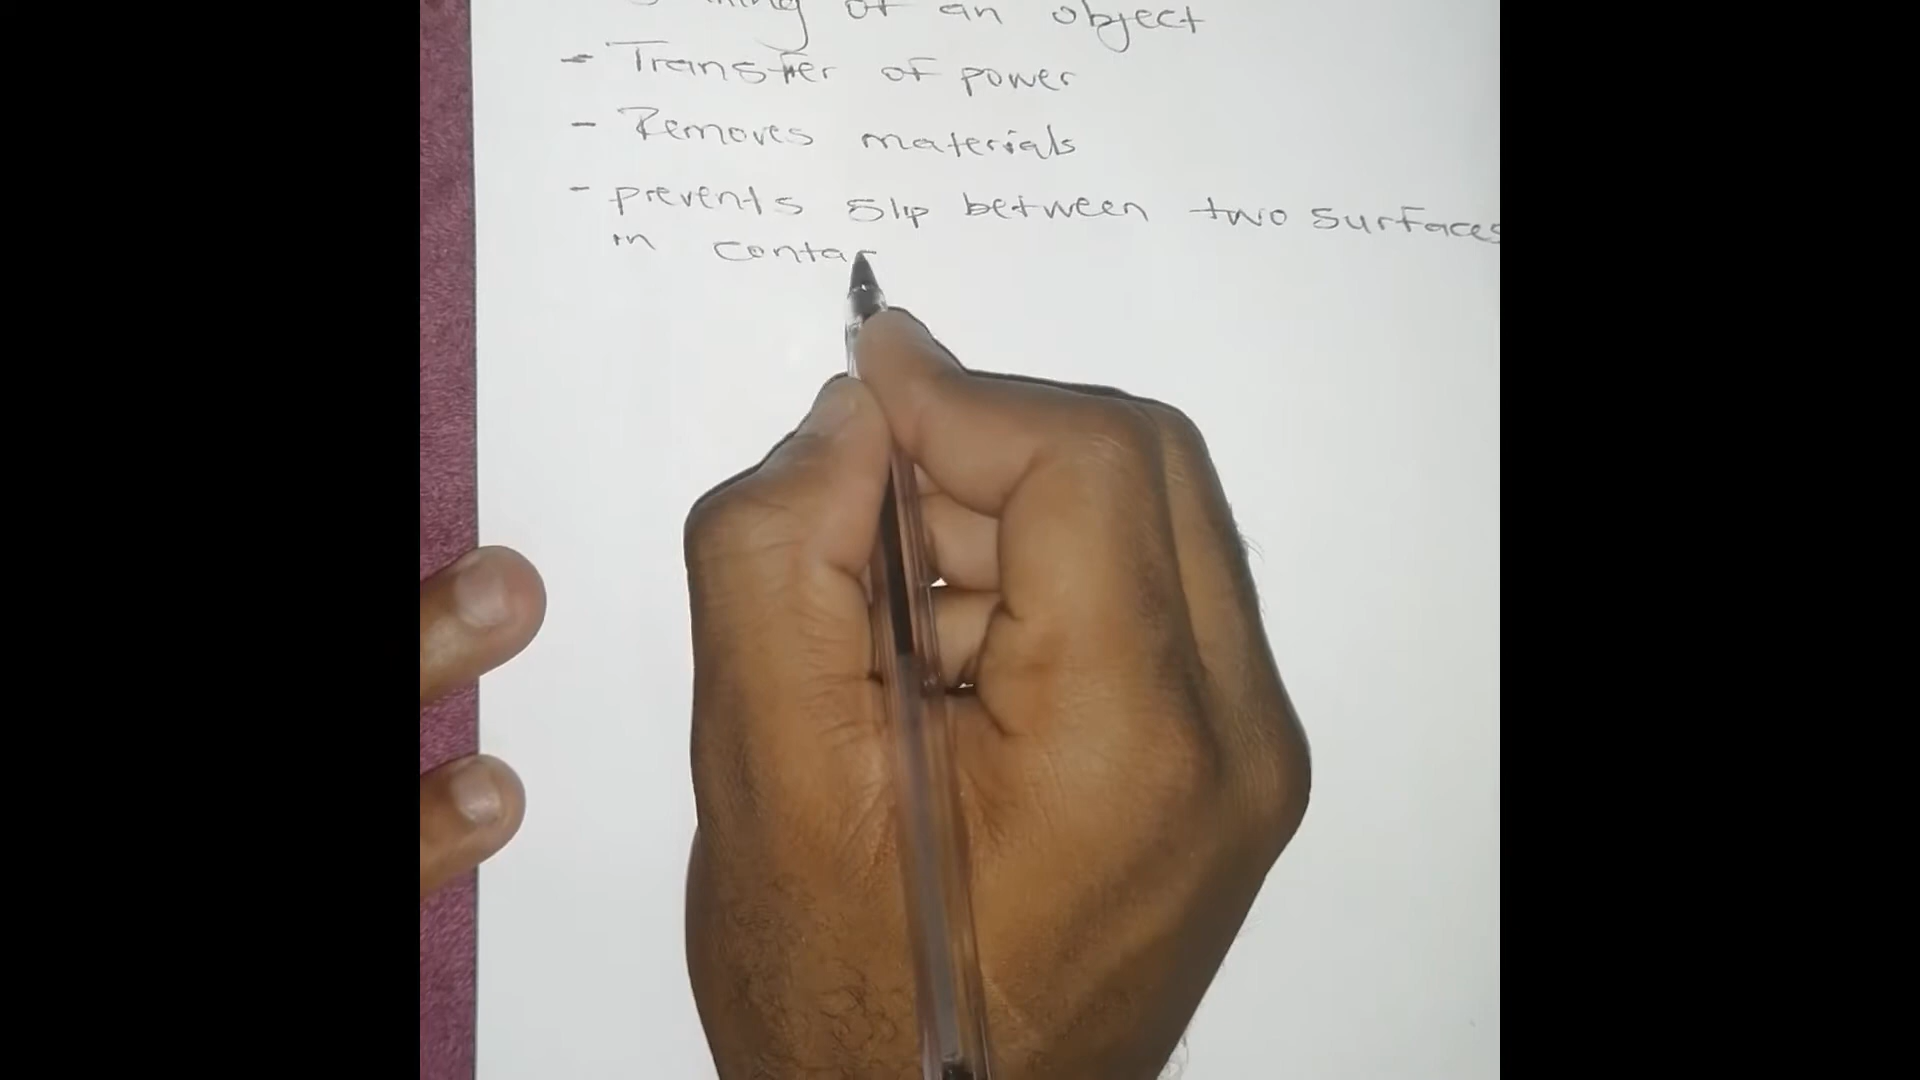 of an object
- Transfer of power
- Removes materials
- prevents slip between two surfaces
in contac